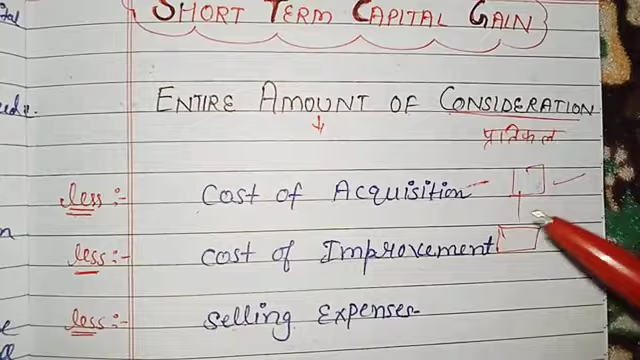 SHORT TERM CAPITAL GAIN
ENTIRE AMOUNT OF CONSIDERATION
प्रतिफल
less:- Cost of Acquisition
less:- Cost of Improvement
less:- Selling Expenses